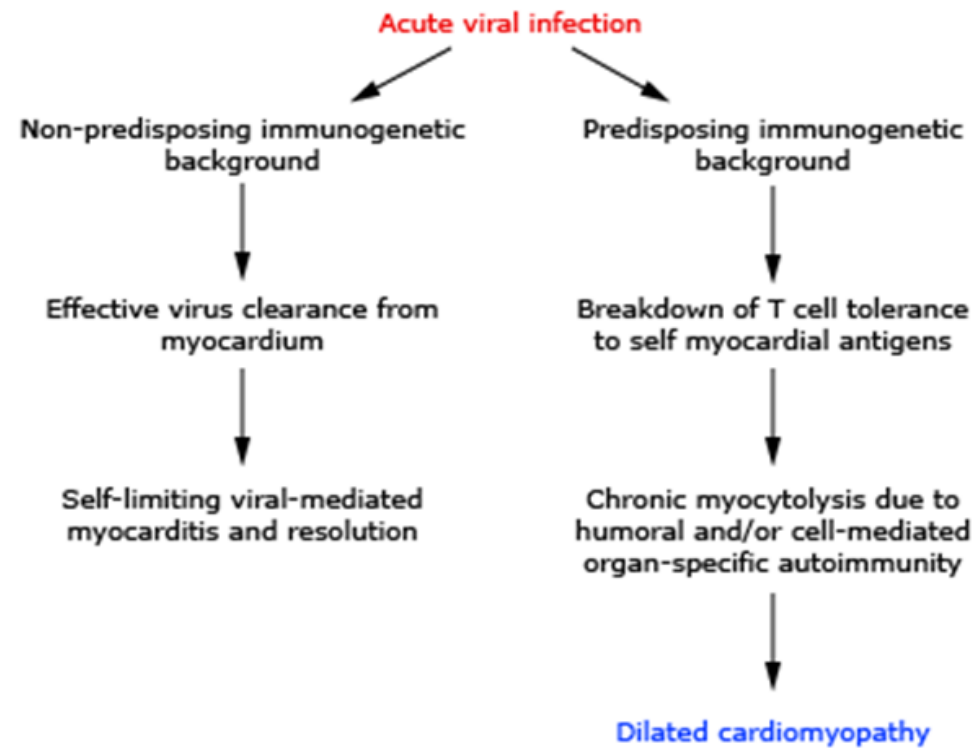 Acute viral infection
Non-predisposing immunogenetic
background
Predisposing immunogenetic
background
Effective virus clearance from
myocardium
Breakdown of T cell tolerance
to self myocardial antigens
Self-limiting viral-mediated
myocarditis and resolution
Chronic myocytolysis due to
humoral and/or cell-mediated
organ-specific autoimmunity
Dilated cardiomyopathy